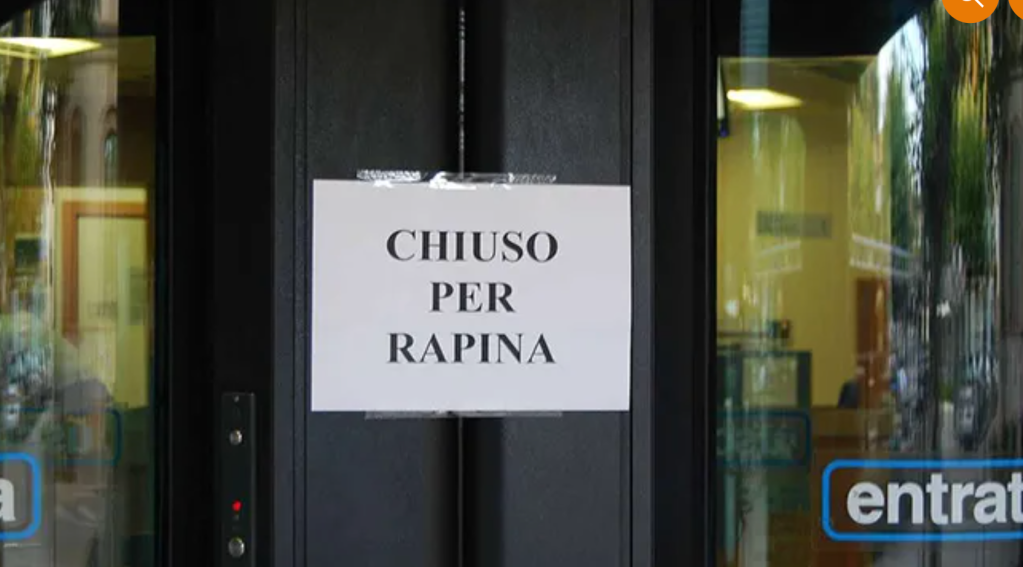 CHIUSO
PER
RAPINA
entrat
a